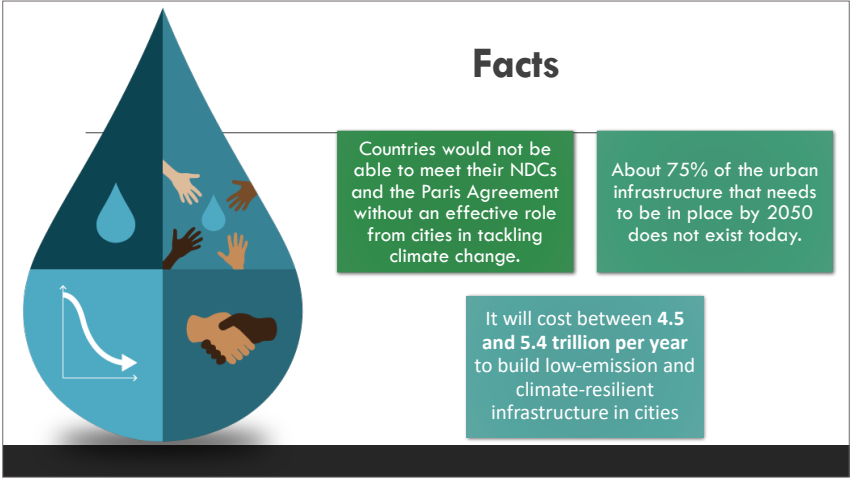 Facts
Countries would not be
able to meet their NDCs
and the Paris Agreement
without an effective role
from cities in tackling
climate change.
About 75% of the urban
infrastructure that needs
to be in place by 2050
does not exist today.
It will cost between 4.5
and 5.4 trillion per year
to build low-emission and
climate-resilient
infrastructure in cities